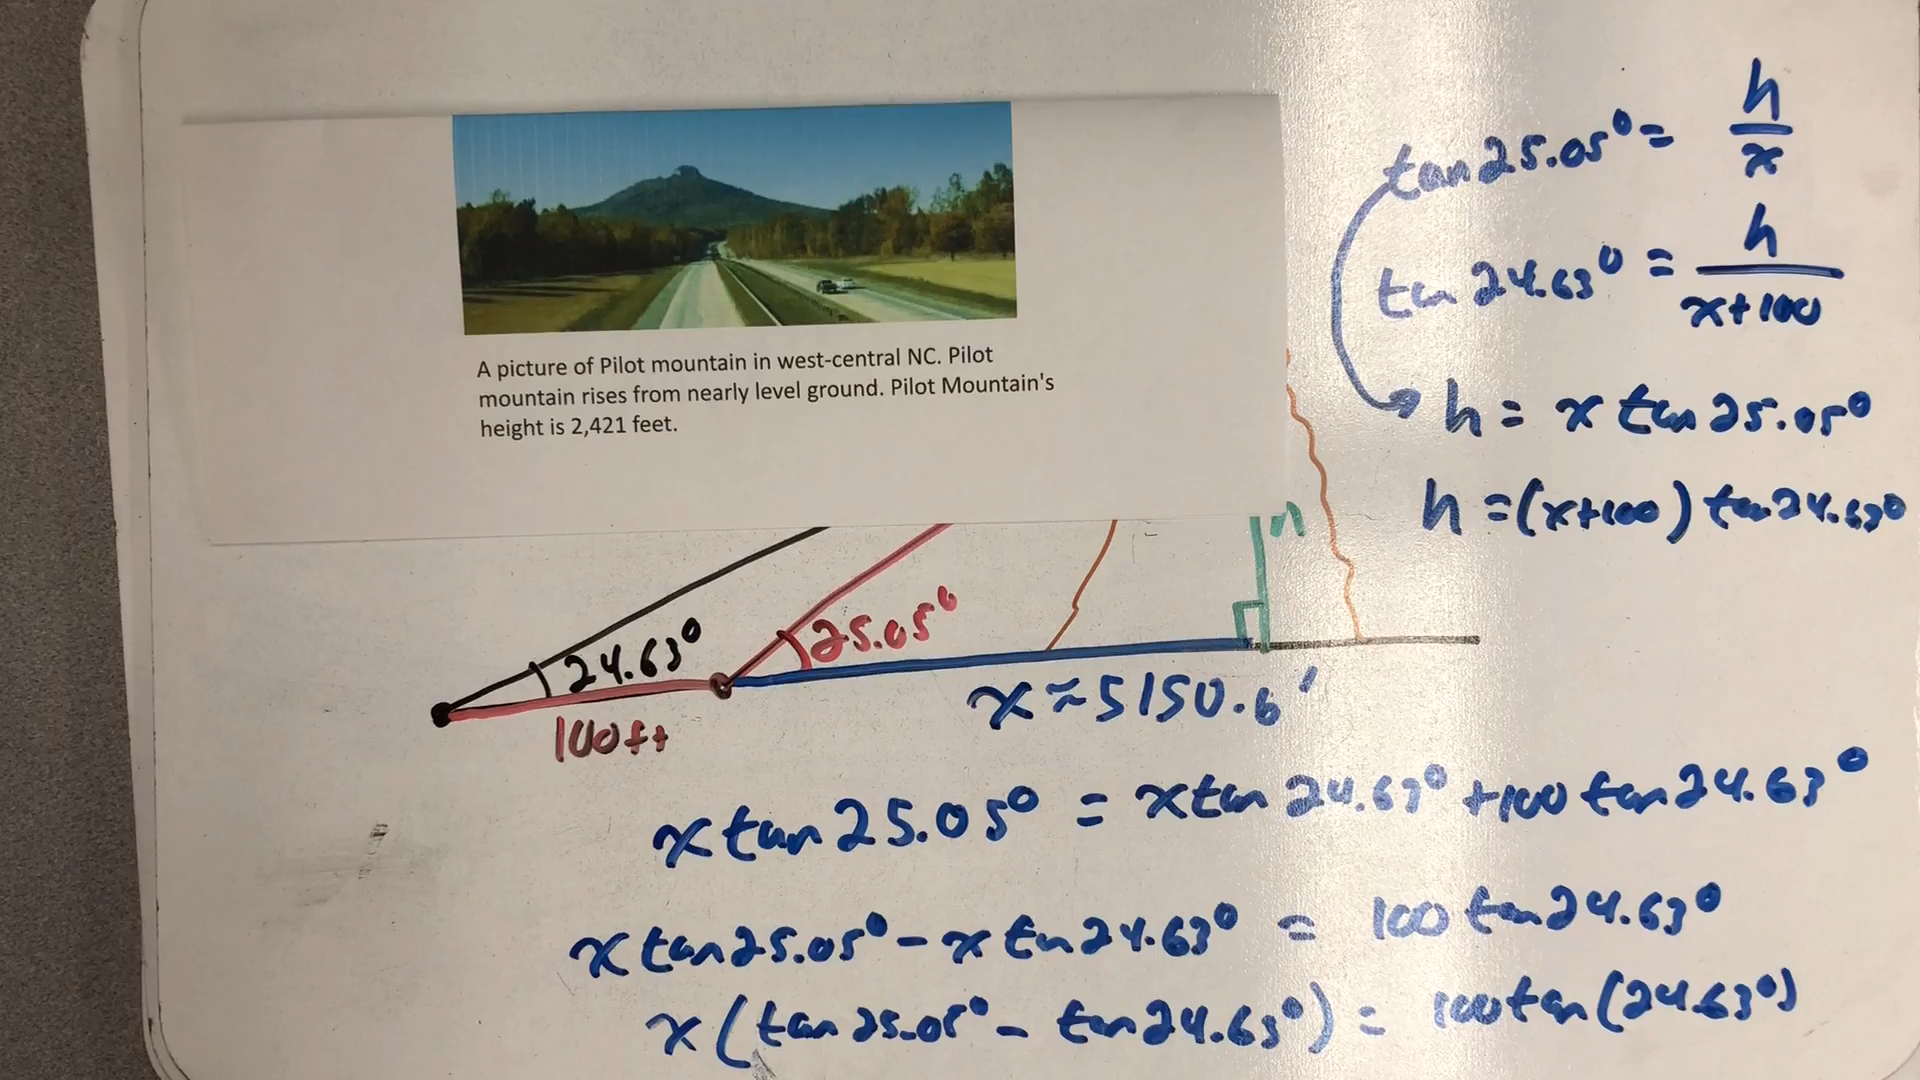 A picture of Pilot mountain in west-central NC. Pilot
mountain rises from nearly level ground. Pilot Mountain's
height is 2,421 feet.
tan 25.05° = h/x
tan 24.63° = h/(x+100)
h = x tan 25.05°
h = (x+100) tan 24.63°
h
24.63°
25.05°
100ft
x ≈ 5150.6'
x tan 25.05° = x tan 24.63° + 100 tan 24.63°
x tan 25.05° - x tan 24.63° = 100 tan 24.63°
x (tan 25.05° - tan 24.63°) = 100 tan (24.63°)